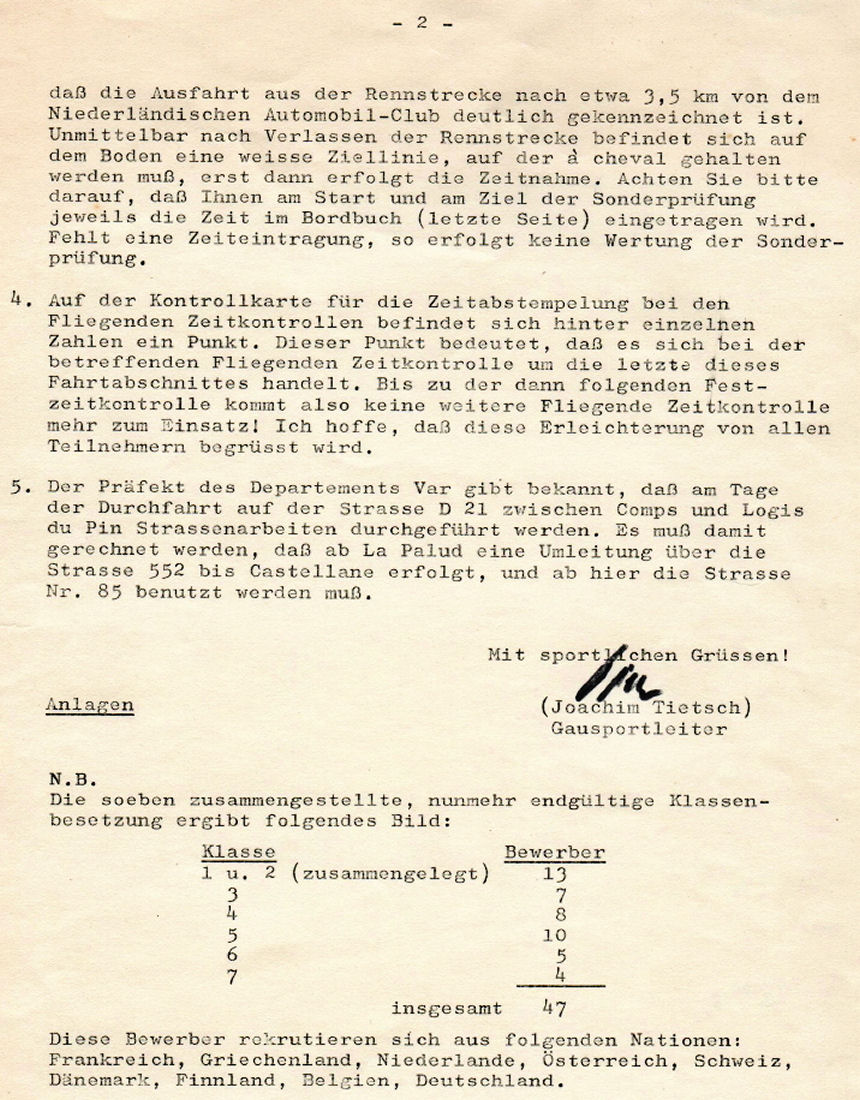 - 2 -
daß die Ausfahrt aus der Rennstrecke nach etwa 3,5 km von dem
Niederländischen Automobil-Club deutlich gekennzeichnet ist.
Unmittelbar nach Verlassen der Rennstrecke befindet sich auf
dem Boden eine weisse Ziellinie, auf der à cheval gehalten
werden muß, erst dann erfolgt die Zeitnahme. Achten Sie bitte
darauf, daß Ihnen am Start und am Ziel der Sonderprüfung
jeweils die Zeit im Bordbuch (letzte Seite) eingetragen wird.
Fehlt eine Zeiteintragung, so erfolgt keine Wertung der Sonder-
prüfung.
4. Auf der Kontrollkarte für die Zeitabstempelung bei den
Fliegenden Zeitkontrollen befindet sich hinter einzelnen
Zahlen ein Punkt. Dieser Punkt bedeutet, daß es sich bei der
betreffenden Fliegenden Zeitkontrolle um die letzte dieses
Fahrtabschnittes handelt. Bis zu der dann folgenden Fest-
zeitkontrolle kommt also keine weitere Fliegende Zeitkontrolle
mehr zum Einsatz! Ich hoffe, daß diese Erleichterung von allen
Teilnehmern begrüsst wird.
5. Der Präfekt des Departements Var gibt bekannt, daß am Tage
der Durchfahrt auf der Strasse D 21 zwischen Comps und Logis
du Pin Strassenarbeiten durchgeführt werden. Es muß damit
gerechnet werden, daß ab La Palud eine Umleitung über die
Strasse 552 bis Castellane erfolgt, und ab hier die Strasse
Nr. 85 benutzt werden muß.
Mit sportlichen Grüssen!
Anlagen
(Joachim Tietsch)
Gausportleiter
N.B.
Die soeben zusammengestellte, nunmehr endgültige Klassen-
besetzung ergibt folgendes Bild:
Klasse Bewerber
1 u. 2 (zusammengelegt) 13
3 7
4 8
5 10
6 5
7 4
insgesamt 47
Diese Bewerber rekrutieren sich aus folgenden Nationen:
Frankreich, Griechenland, Niederlande, Österreich, Schweiz,
Dänemark, Finnland, Belgien, Deutschland.